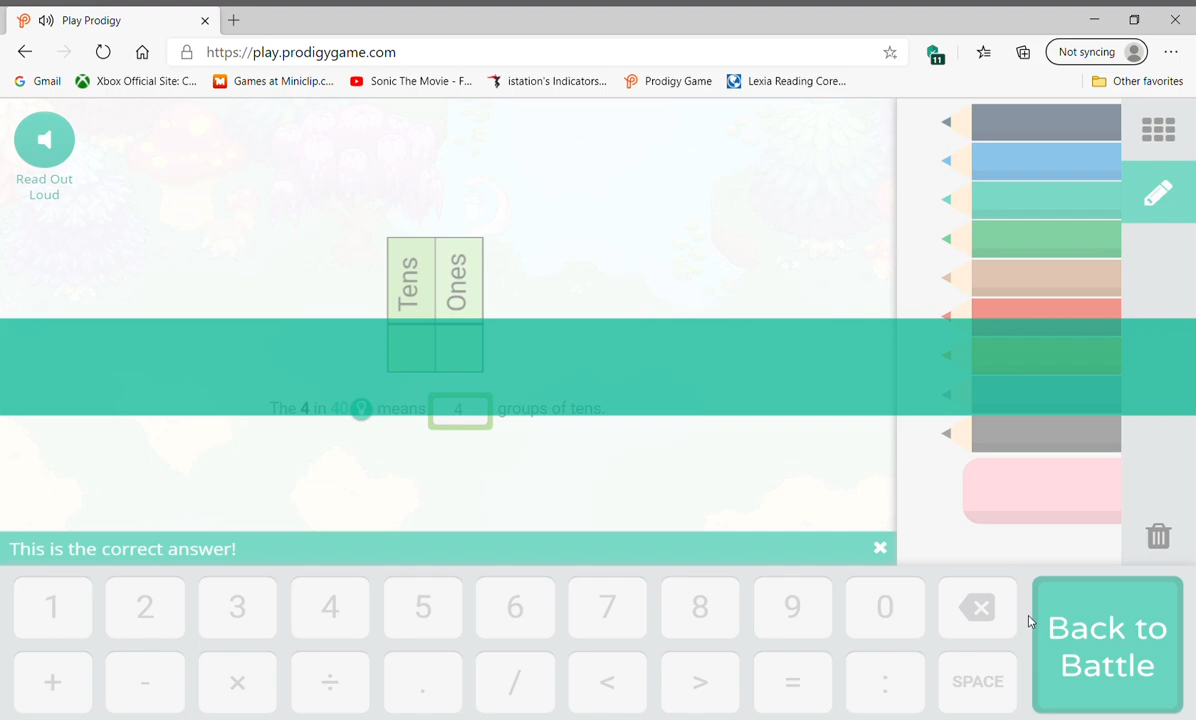 Play Prodigy
https://play.prodigygame.com
11
Not syncing
Gmail
Xbox Official Site: C...
Games at Miniclip.c...
Sonic The Movie - F...
istation's Indicators...
Prodigy Game
Lexia Reading Core...
Other favorites
Read Out
Loud
Tens
Ones
The 4 in 40 means 4 groups of tens.
This is the correct answer!
1 2 3 4 5 6 7 8 9 0
+ - × ÷ . / < > = : SPACE
Back to
Battle